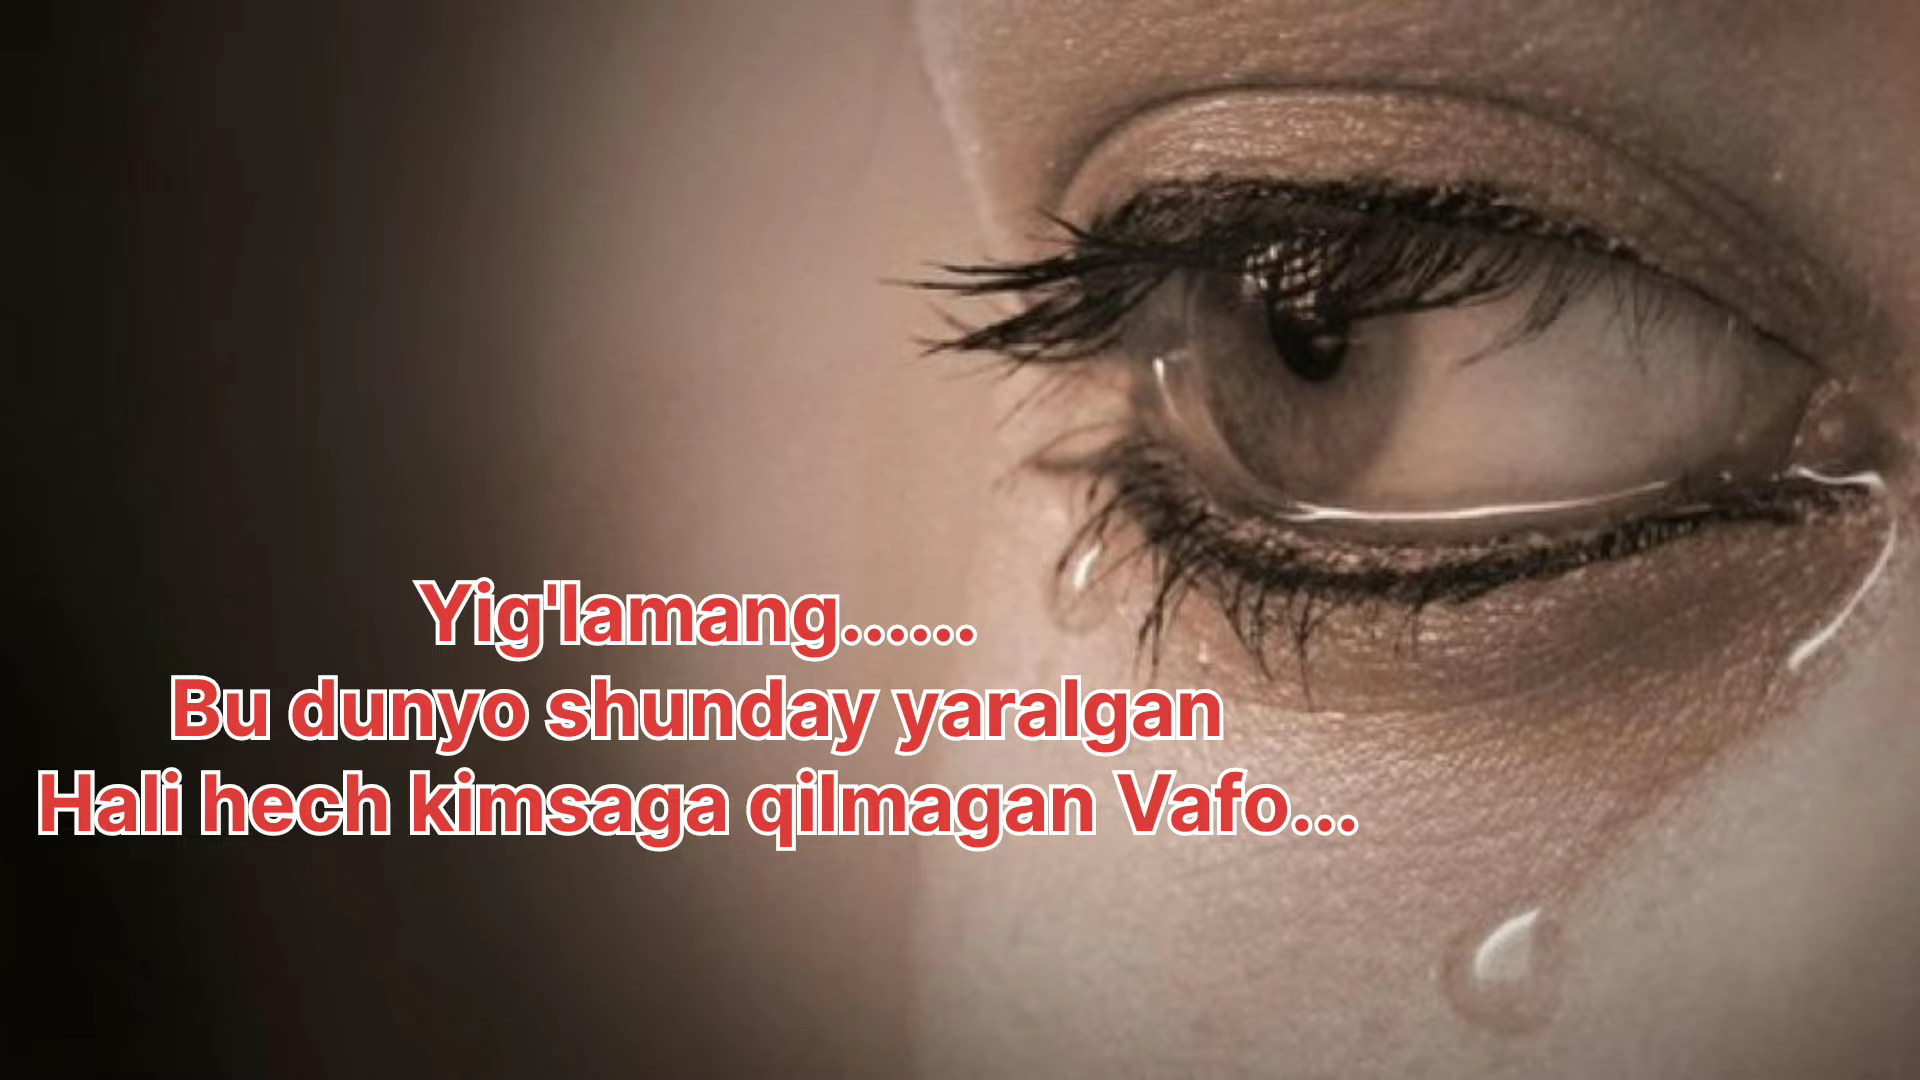 Yig'lamang......
Bu dunyo shunday yaralgan
Hali hech kimsaga qilmagan Vafo...